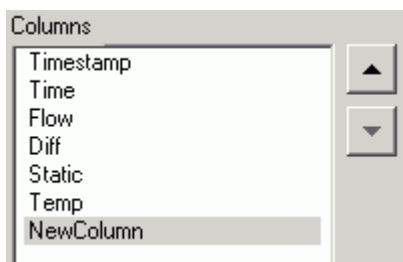 Columns
Timestamp
Time
Flow
Diff
Static
Temp
NewColumn